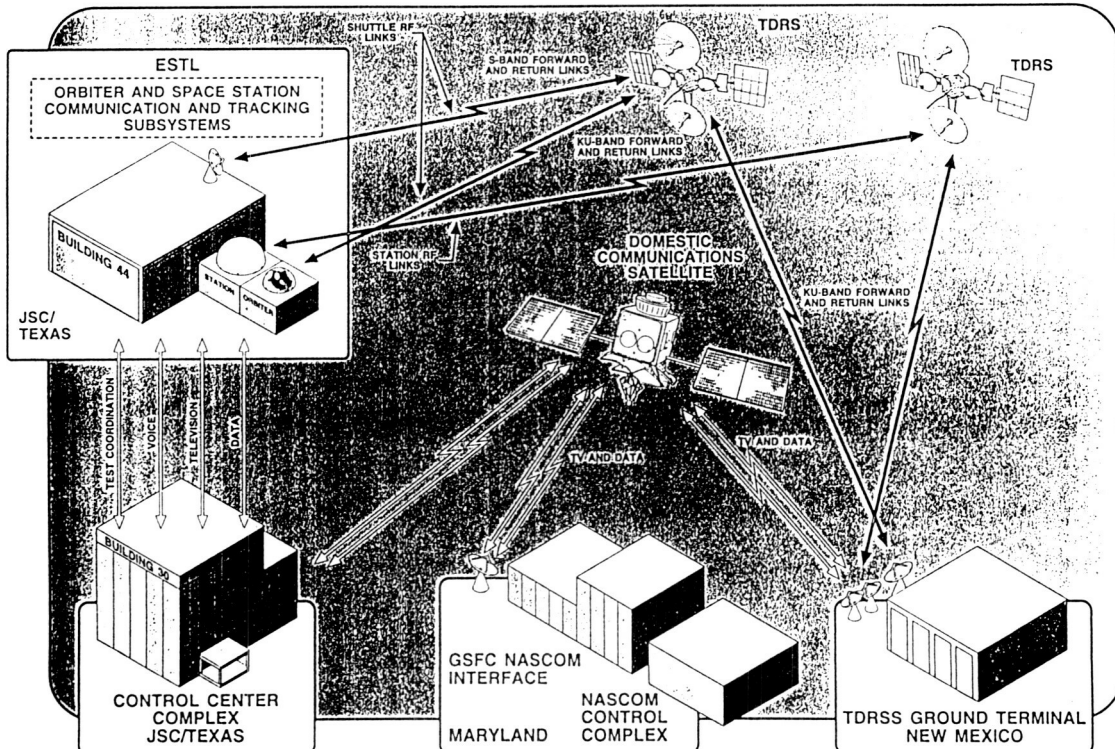 SHUTTLE RF
LINKS
TDRS
S-BAND FORWARD
AND RETURN LINKS
TDRS
ESTL
ORBITER AND SPACE STATION
COMMUNICATION AND TRACKING
SUBSYSTEMS
KU-BAND FORWARD
AND RETURN LINKS
BUILDING 44
STATION
ORBITER
STATION RF
LINKS
DOMESTIC
COMMUNICATIONS
SATELLITE
KU-BAND FORWARD
AND RETURN LINKS
JSC/
TEXAS
TEST COORDINATION
VOICE
TELEVISION
DATA
TV AND DATA
TV AND DATA
BUILDING 30
CONTROL CENTER
COMPLEX
JSC/TEXAS
GSFC NASCOM
INTERFACE
MARYLAND
NASCOM
CONTROL
COMPLEX
TDRSS GROUND TERMINAL
NEW MEXICO